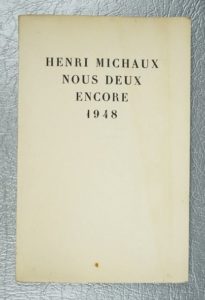 HENRI MICHAUX
NOUS DEUX
ENCORE
1948